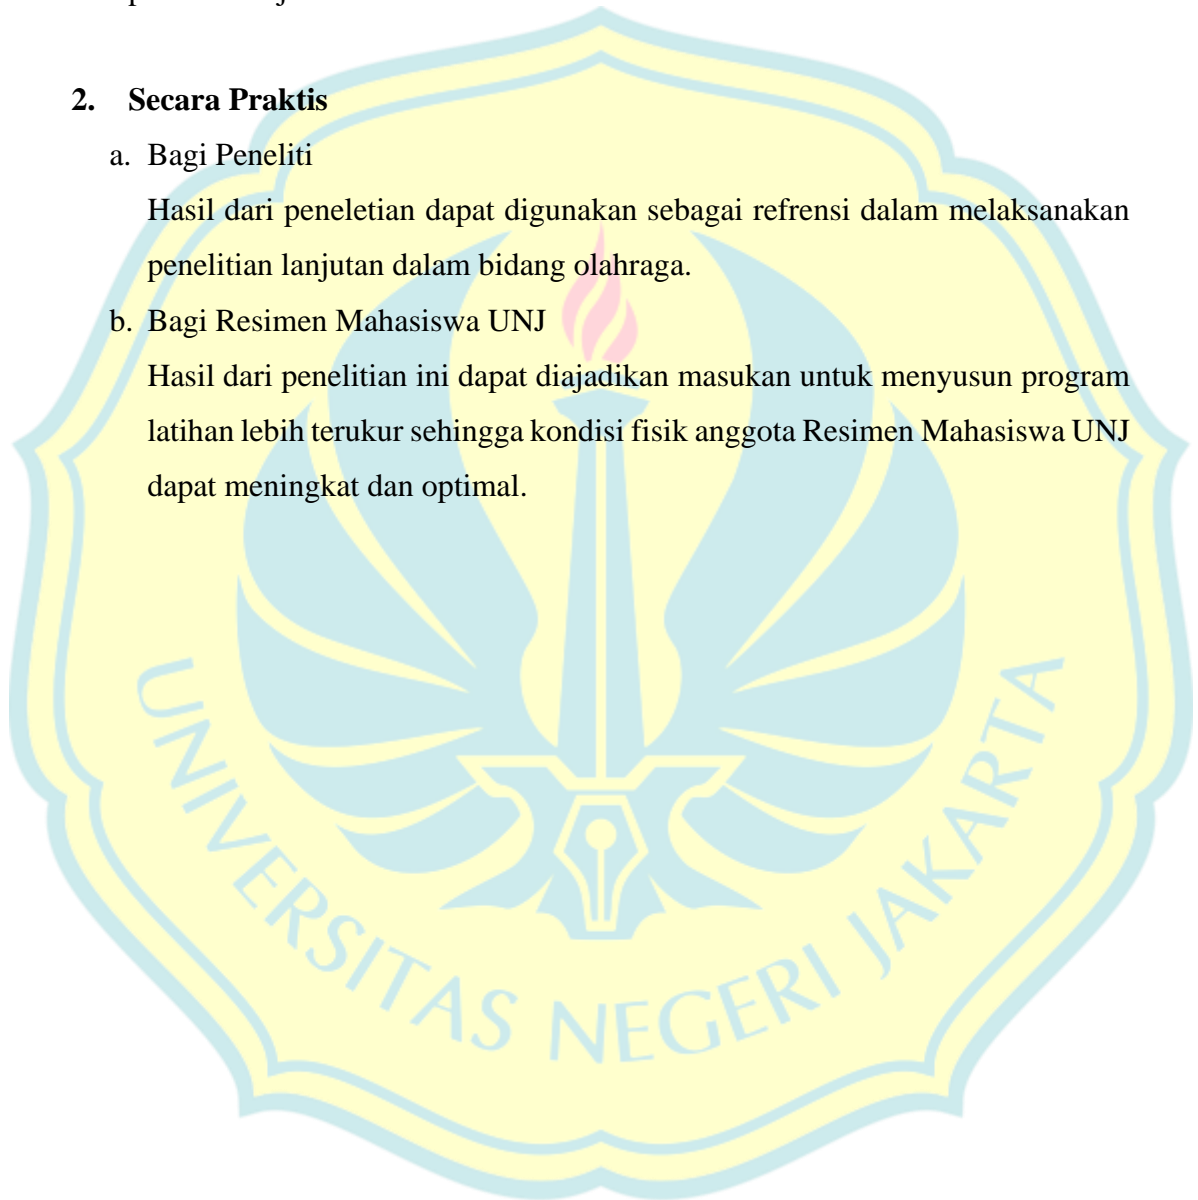 2. Secara Praktis
a. Bagi Peneliti
Hasil dari peneletian dapat digunakan sebagai refrensi dalam melaksanakan
penelitian lanjutan dalam bidang olahraga.
b. Bagi Resimen Mahasiswa UNJ
Hasil dari penelitian ini dapat diajadikan masukan untuk menyusun program
latihan lebih terukur sehingga kondisi fisik anggota Resimen Mahasiswa UNJ
dapat meningkat dan optimal.
UNIVERSITAS NEGERI JAKARTA